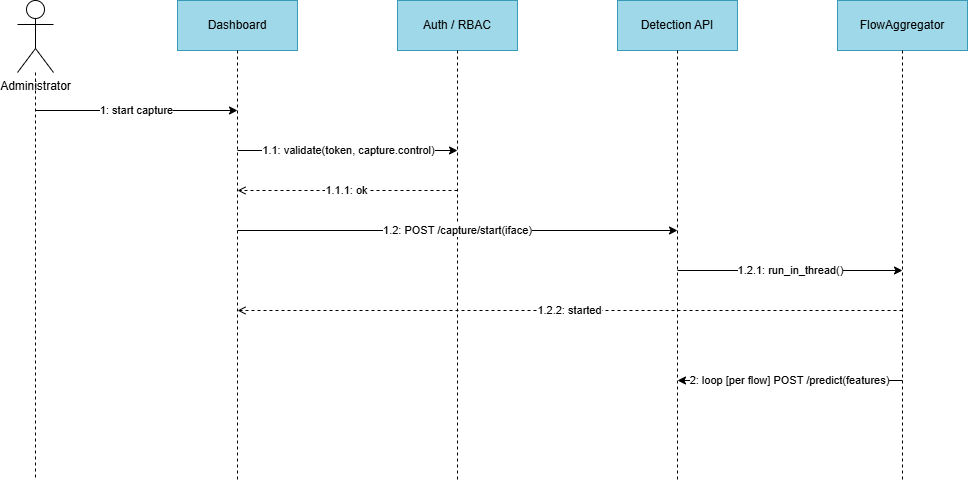 Dashboard
Auth / RBAC
Detection API
FlowAggregator
Administrator
1: start capture
1.1: validate(token, capture.control)
1.1.1: ok
1.2: POST /capture/start(iface)
1.2.1: run_in_thread()
1.2.2: started
2: loop [per flow] POST /predict(features)